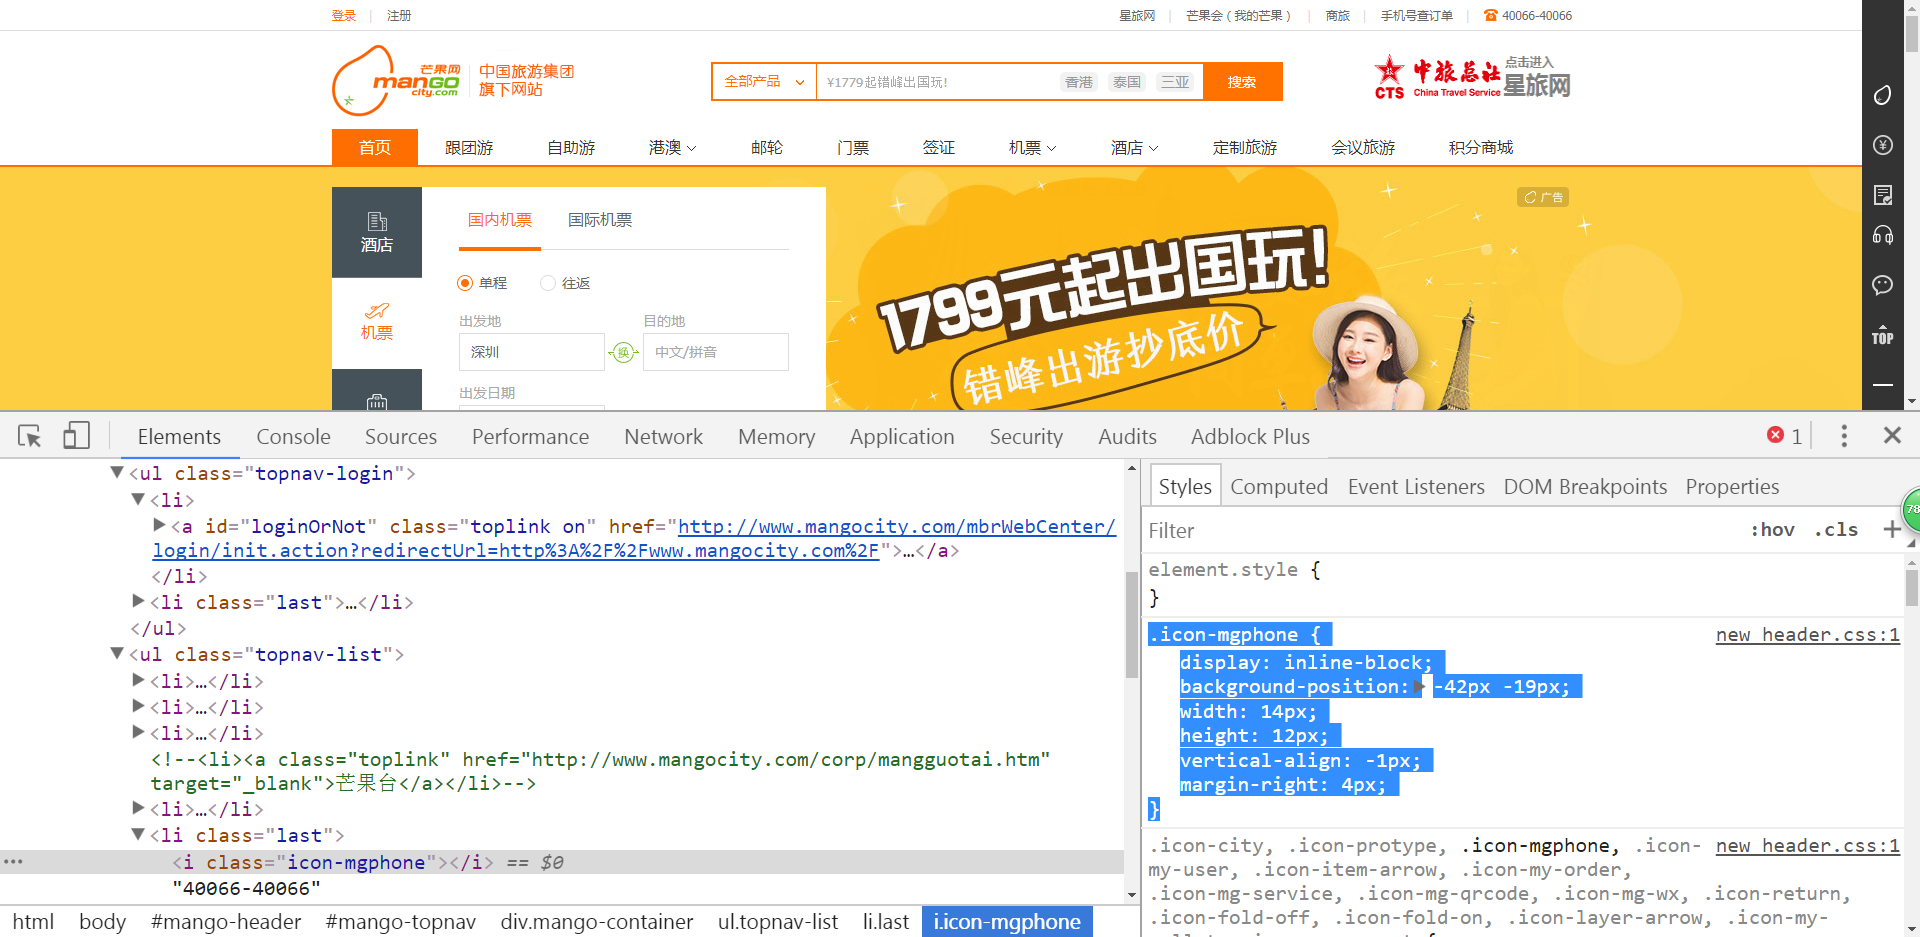 登录 | 注册
星旅网 | 芒果会 ( 我的芒果 ) | 商旅 | 手机号查订单 | 40066-40066
芒果网
mango
city.com
中国旅游集团
旗下网站
全部产品
¥1779起错峰出国玩!
香港 泰国 三亚
搜索
CTS
中旅总社
China Travel Service
点击进入
星旅网
首页 跟团游 自助游 港澳 邮轮 门票 签证 机票 酒店 定制旅游 会议旅游 积分商城
酒店
机票
国内机票 国际机票
单程 往返
出发地 目的地
深圳 换 中文/拼音
出发日期
广告
1799元起出国玩!
错峰出游抄底价
TOP
Elements Console Sources Performance Network Memory Application Security Audits Adblock Plus
1
<ul class="topnav-login">
<li>
<a id="loginOrNot" class="toplink on" href="http://www.mangocity.com/mbrWebCenter/
login/init.action?redirectUrl=http%3A%2F%2Fwww.mangocity.com%2F">…</a>
</li>
<li class="last">…</li>
</ul>
<ul class="topnav-list">
<li>…</li>
<li>…</li>
<li>…</li>
<!--<li><a class="toplink" href="http://www.mangocity.com/corp/mangguotai.htm"
target="_blank">芒果台</a></li>-->
<li>…</li>
<li class="last">
<i class="icon-mgphone"></i> == $0
"40066-40066"
html body #mango-header #mango-topnav div.mango-container ul.topnav-list li.last i.icon-mgphone
Styles Computed Event Listeners DOM Breakpoints Properties
Filter :hov .cls +
78
element.style {
}
.icon-mgphone { new header.css:1
display: inline-block;
background-position: -42px -19px;
width: 14px;
height: 12px;
vertical-align: -1px;
margin-right: 4px;
}
.icon-city, .icon-protype, .icon-mgphone, .icon- new header.css:1
my-user, .icon-item-arrow, .icon-my-order,
.icon-mg-service, .icon-mg-qrcode, .icon-mg-wx, .icon-return,
.icon-fold-off, .icon-fold-on, .icon-layer-arrow, .icon-my-